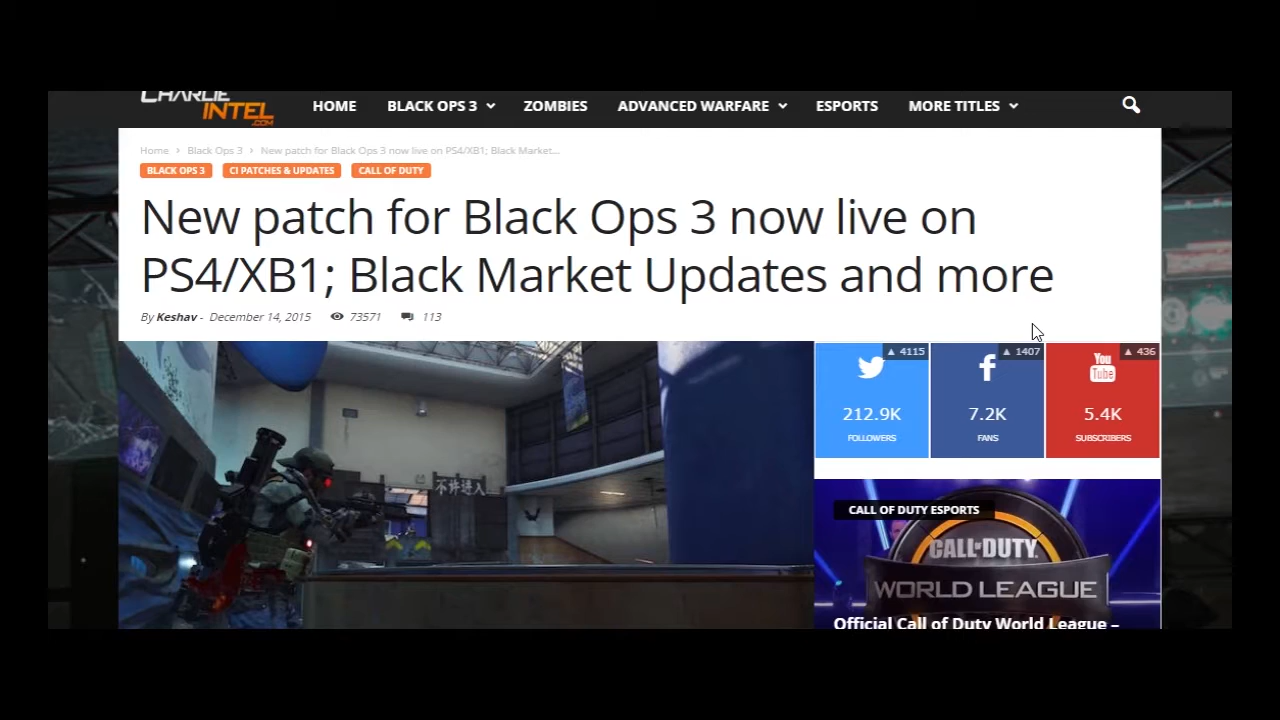 CHARLIE
INTEL
.COM
HOME BLACK OPS 3 ZOMBIES ADVANCED WARFARE ESPORTS MORE TITLES
Home › Black Ops 3 › New patch for Black Ops 3 now live on PS4/XB1; Black Market...
BLACK OPS 3 CI PATCHES & UPDATES CALL OF DUTY
New patch for Black Ops 3 now live on
PS4/XB1; Black Market Updates and more
By Keshav - December 14, 2015 73571 113
▲ 4115 ▲ 1407 ▲ 436
You
Tube
212.9K 7.2K 5.4K
FOLLOWERS FANS SUBSCRIBERS
不许进入
CALL OF DUTY ESPORTS
CALL OF DUTY
WORLD LEAGUE
Official Call of Duty World League –